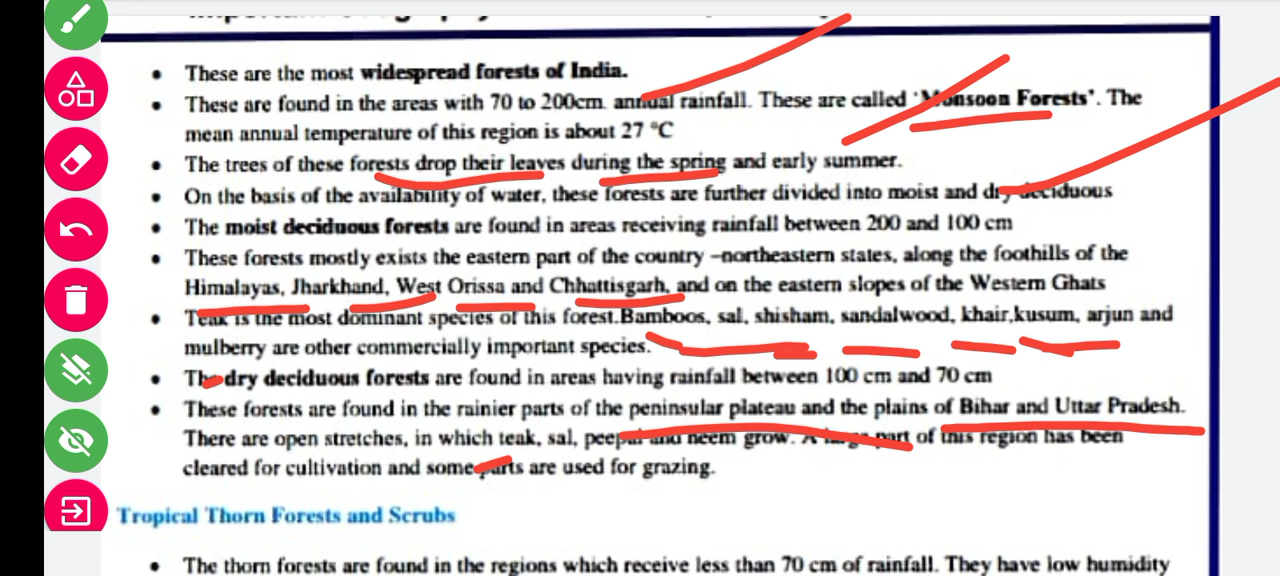 • These are the most widespread forests of India.
• These are found in the areas with 70 to 200cm. annual rainfall. These are called 'Monsoon Forests'. The
mean annual temperature of this region is about 27 °C
• The trees of these forests drop their leaves during the spring and early summer.
• On the basis of the availability of water, these forests are further divided into moist and dry deciduous
• The moist deciduous forests are found in areas receiving rainfall between 200 and 100 cm
• These forests mostly exists the eastern part of the country –northeastern states, along the foothills of the
Himalayas, Jharkhand, West Orissa and Chhattisgarh, and on the eastern slopes of the Western Ghats
• Teak is the most dominant species of this forest.Bamboos, sal, shisham, sandalwood, khair,kusum, arjun and
mulberry are other commercially important species.
• The dry deciduous forests are found in areas having rainfall between 100 cm and 70 cm
• These forests are found in the rainier parts of the peninsular plateau and the plains of Bihar and Uttar Pradesh.
There are open stretches, in which teak, sal, peepal and neem grow. A large part of this region has been
cleared for cultivation and some parts are used for grazing.
Tropical Thorn Forests and Scrubs
• The thorn forests are found in the regions which receive less than 70 cm of rainfall. They have low humidity